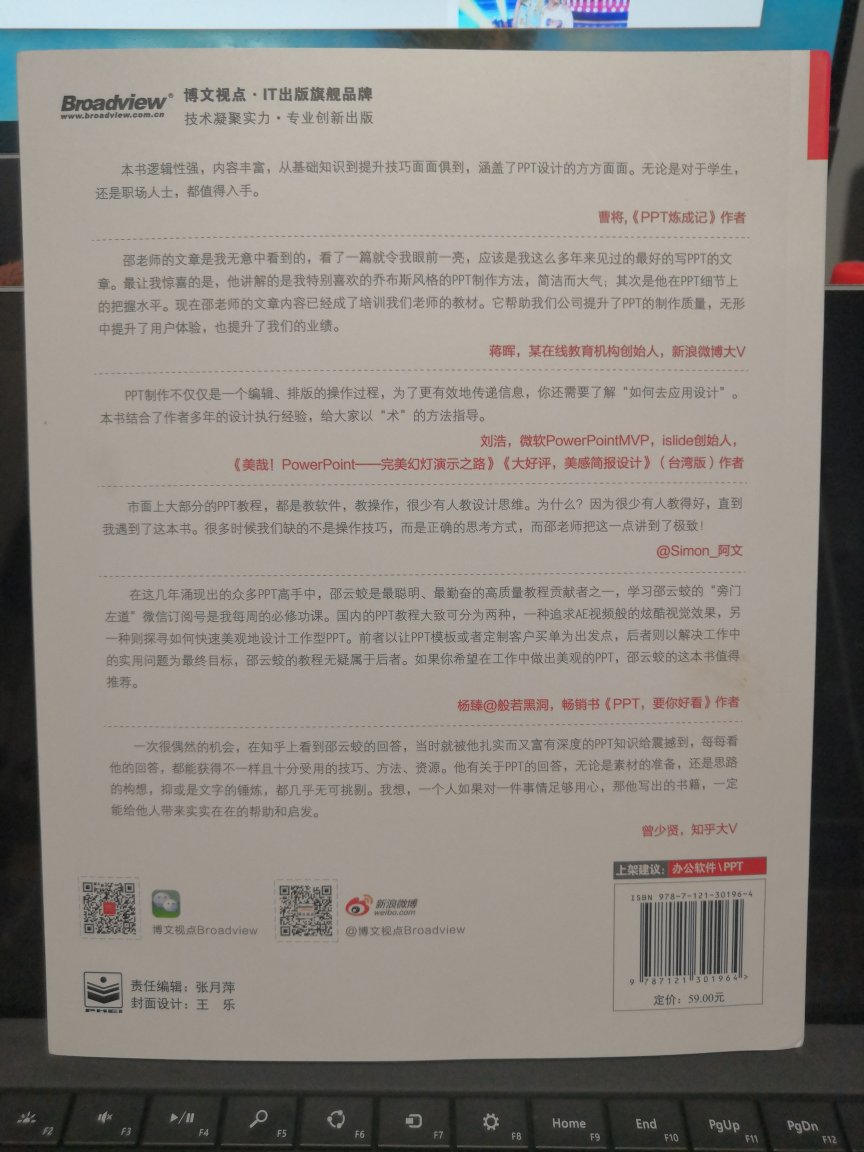 Broadview®
www.broadview.com.cn
博文视点·IT出版旗舰品牌
技术凝聚实力·专业创新出版
本书逻辑性强，内容丰富，从基础知识到提升技巧面面俱到，涵盖了PPT设计的方方面面。无论是对于学生，
还是职场人士，都值得入手。
曹将，《PPT炼成记》作者
邵老师的文章是我无意中看到的，看了一篇就令我眼前一亮，应该是我这么多年来见过的最好的写PPT的文
章。最让我惊喜的是，他讲解的是我特别喜欢的乔布斯风格的PPT制作方法，简洁而大气；其次是他在PPT细节上
的把握水平。现在邵老师的文章内容已经成了培训我们老师的教材。它帮助我们公司提升了PPT的制作质量，无形
中提升了用户体验，也提升了我们的业绩。
蒋晖，某在线教育机构创始人，新浪微博大V
PPT制作不仅仅是一个编辑、排版的操作过程，为了更有效地传递信息，你还需要了解“如何去应用设计”。
本书结合了作者多年的设计执行经验，给大家以“术”的方法指导。
刘浩，微软PowerPointMVP，islide创始人，
《美哉！PowerPoint——完美幻灯演示之路》《大好评，美感简报设计》（台湾版）作者
市面上大部分的PPT教程，都是教软件，教操作，很少有人教设计思维。为什么？因为很少有人教得好，直到
我遇到了这本书。很多时候我们缺的不是操作技巧，而是正确的思考方式，而邵老师把这一点讲到了极致！
@Simon_阿文
在这几年涌现出的众多PPT高手中，邵云蛟是最聪明、最勤奋的高质量教程贡献者之一，学习邵云蛟的“旁门
左道”微信订阅号是我每周的必修功课。国内的PPT教程大致可分为两种，一种追求AE视频般的炫酷视觉效果，另
一种则探寻如何快速美观地设计工作型PPT。前者以让PPT模板或者定制客户买单为出发点，后者则以解决工作中
的实用问题为最终目标，邵云蛟的教程无疑属于后者。如果你希望在工作中做出美观的PPT，邵云蛟的这本书值得
推荐。
杨臻@般若黑洞，畅销书《PPT，要你好看》作者
一次很偶然的机会，在知乎上看到邵云蛟的回答，当时就被他扎实而又富有深度的PPT知识给震撼到，每每看
他的回答，都能获得不一样且十分受用的技巧、方法、资源。他有关于PPT的回答，无论是素材的准备，还是思路
的构想，抑或是文字的锤炼，都几乎无可挑剔。我想，一个人如果对一件事情足够用心，那他写出的书籍，一定
能给他人带来实实在在的帮助和启发。
曾少贤，知乎大V
上架建议：办公软件\PPT
ISBN 978-7-121-30196-4
9 787121 301964 >
定价：59.00元
博文视点Broadview
新浪微博
weibo.com
@博文视点Broadview
PHEI
责任编辑：张月萍
封面设计：王 乐
F2
F3
F4
F5
F6
F7
F8
Home F9
End F10
PgUp F11
PgDn F12